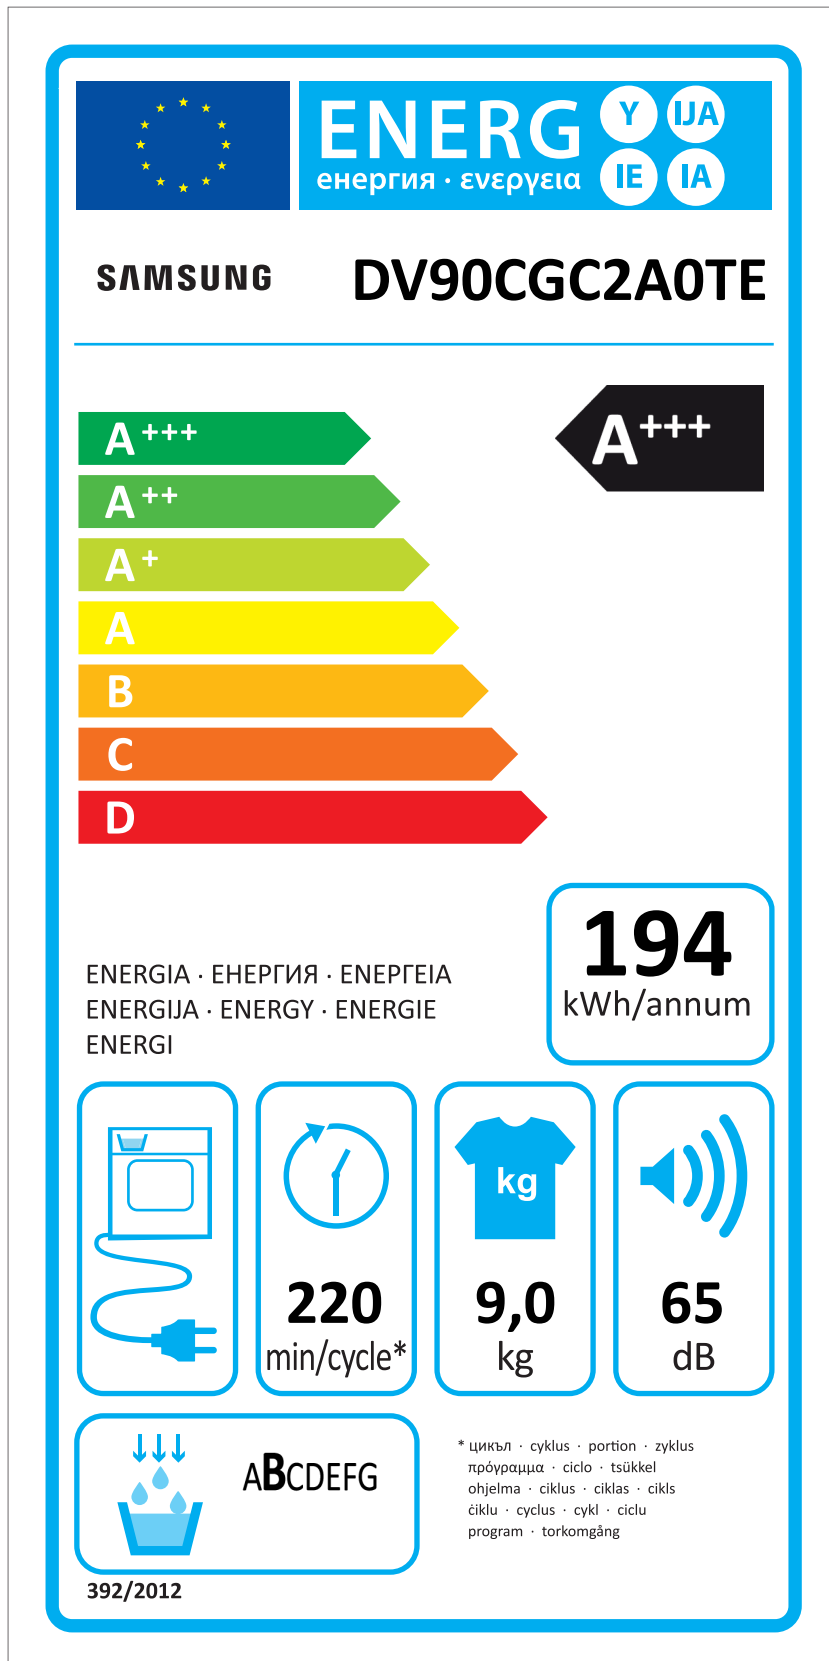 ENERG Y IJA
енергия · ενεργεια IE IA
SAMSUNG DV90CGC2A0TE
A+++ A+++
A++
A+
A
B
C
D
194
kWh/annum
ENERGIA · ЕНЕРГИЯ · ΕΝΕΡΓΕΙΑ
ENERGIJA · ENERGY · ENERGIE
ENERGI
kg
220 9,0 65
min/cycle* kg dB
ABCDEFG
* цикъл · cyklus · portion · zyklus
πρόγραμμα · ciclo · tsükkel
ohjelma · ciklus · ciklas · cikls
ċiklu · cyclus · cykl · ciclu
program · torkomgång
392/2012